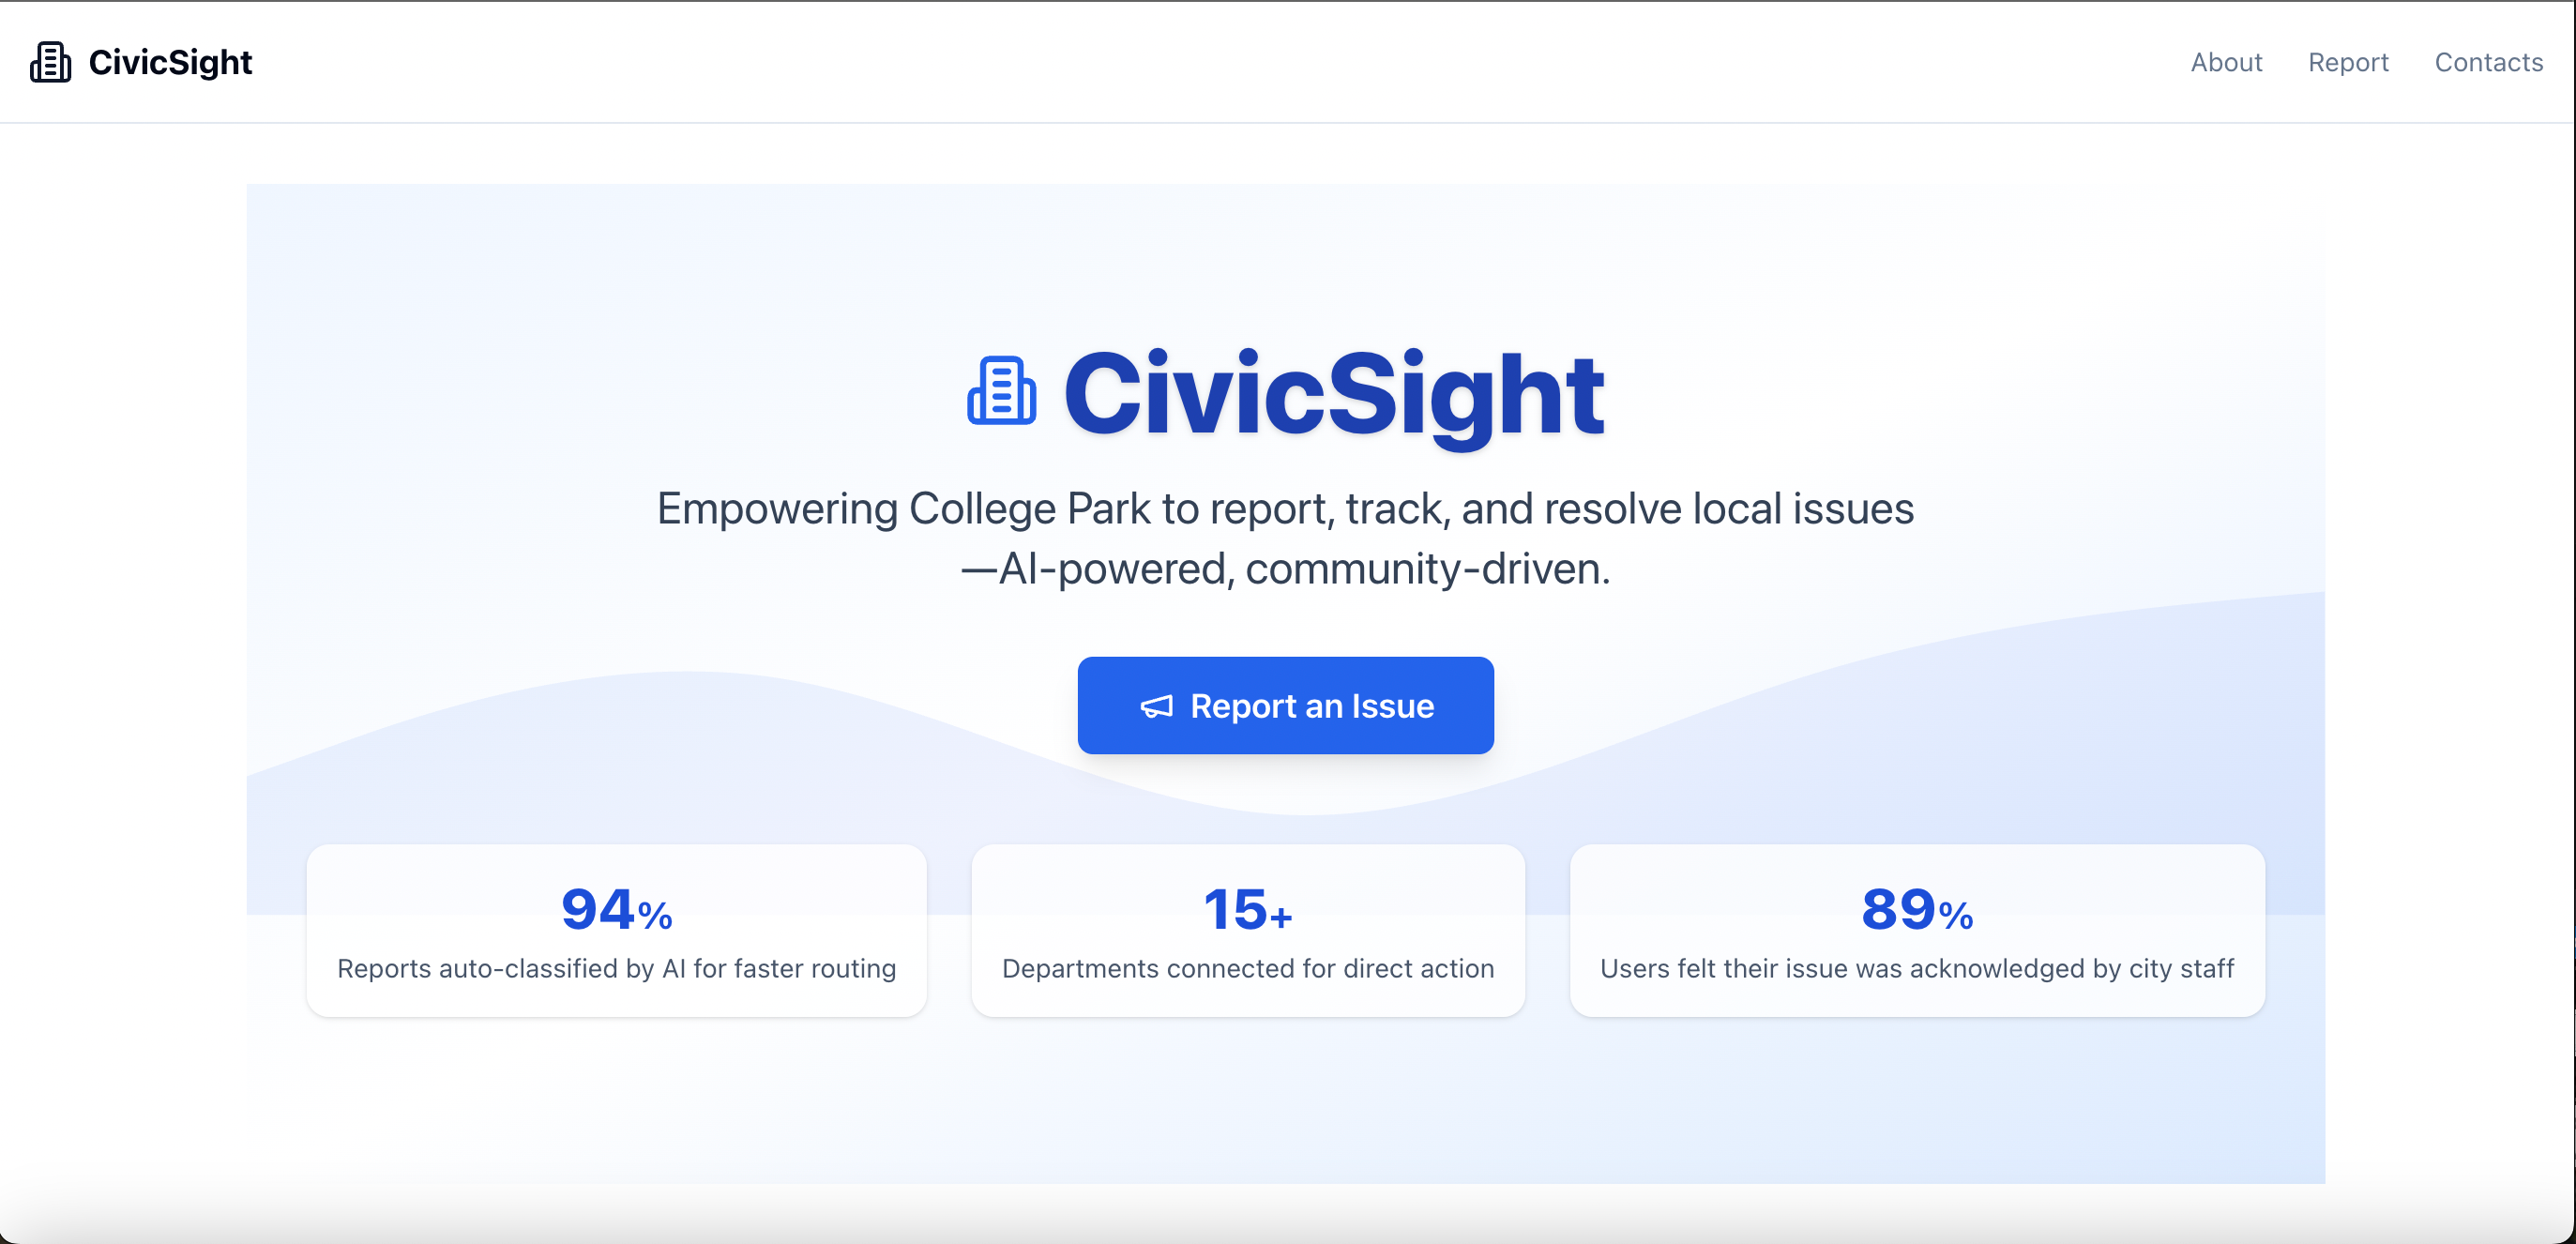 CivicSight
About Report Contacts
CivicSight
Empowering College Park to report, track, and resolve local issues
—AI-powered, community-driven.
Report an Issue
94%
Reports auto-classified by AI for faster routing
15+
Departments connected for direct action
89%
Users felt their issue was acknowledged by city staff